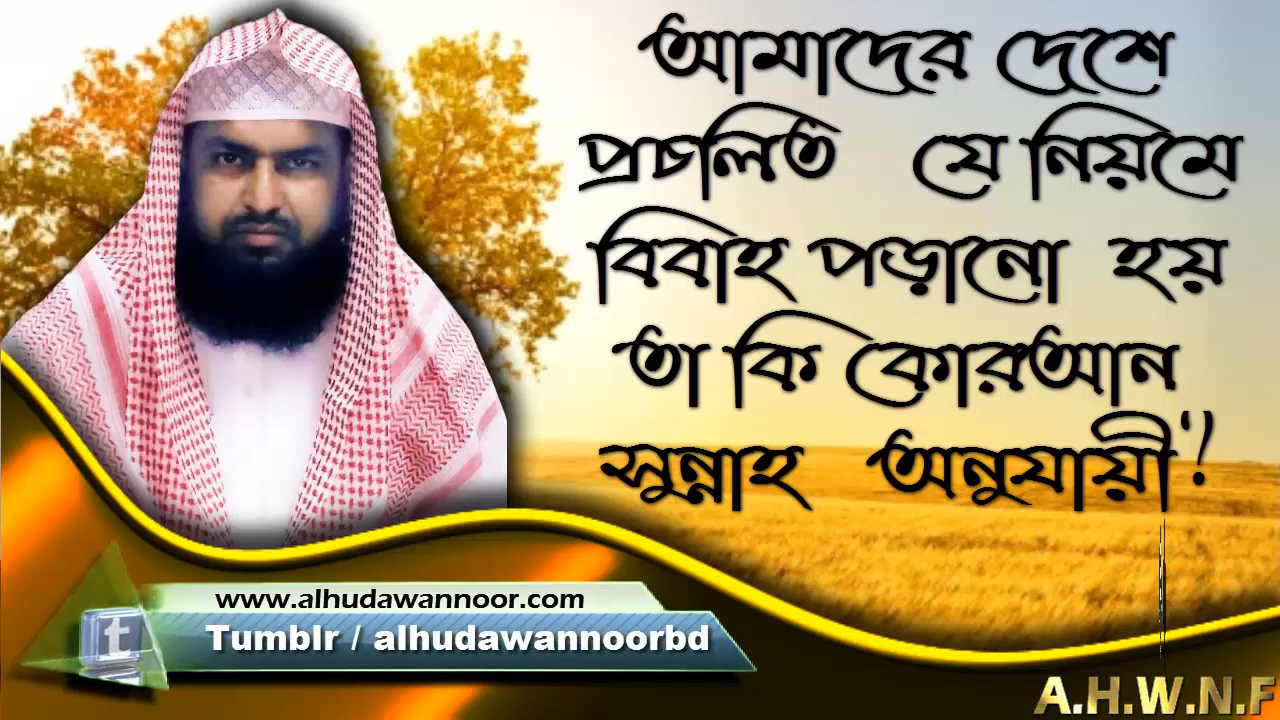 আমাদের দেশে
প্রচলিত যে নিয়মে
বিবাহ পড়ানো হয়
তা কি কোরআন
সুন্নাহ অনুযায়ী?
www.alhudawannoor.com
t
Tumblr / alhudawannoorbd
A.H.W.N.F